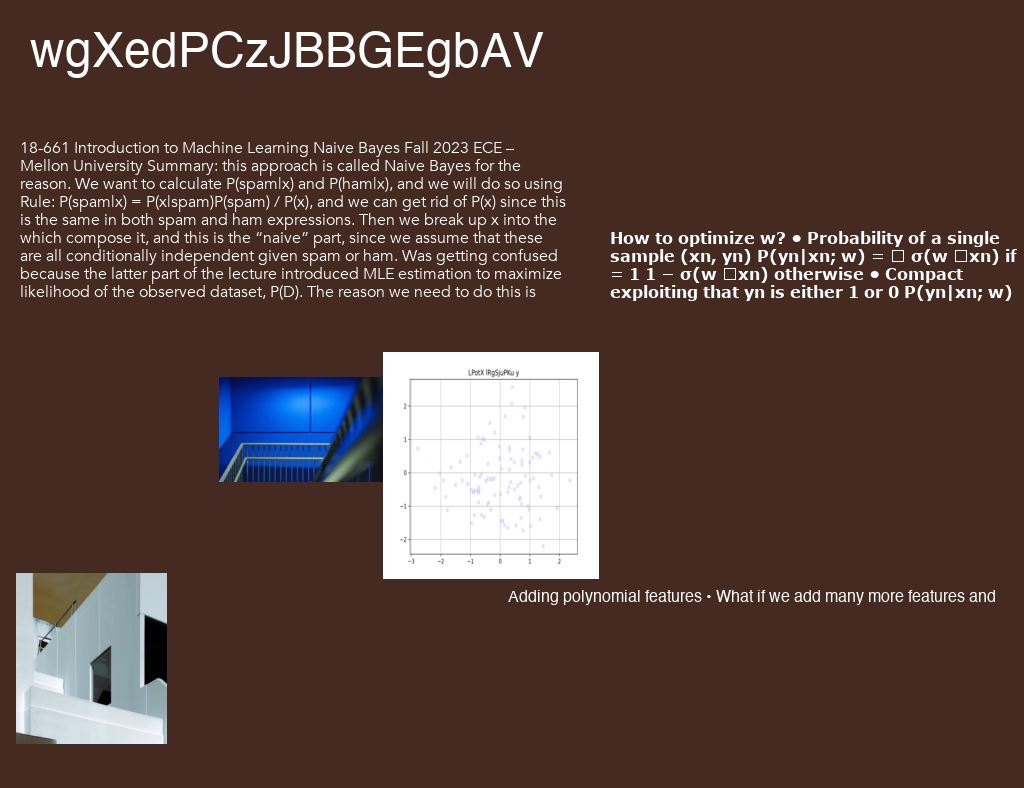 wgXedPCzJBBGEgbAV
18-661 Introduction to Machine Learning Naive Bayes Fall 2023 ECE –
Mellon University Summary: this approach is called Naive Bayes for the
reason. We want to calculate P(spam|x) and P(ham|x), and we will do so using
Rule: P(spam|x) = P(x|spam)P(spam) / P(x), and we can get rid of P(x) since this
is the same in both spam and ham expressions. Then we break up x into the
which compose it, and this is the “naive” part, since we assume that these
are all conditionally independent given spam or ham. Was getting confused
because the latter part of the lecture introduced MLE estimation to maximize
likelihood of the observed dataset, P(D). The reason we need to do this is
How to optimize w? • Probability of a single
sample (xn, yn) P(yn|xn; w) = □ σ(w □xn) if
= 1 1 − σ(w □xn) otherwise • Compact
exploiting that yn is either 1 or 0 P(yn|xn; w)
LPotX lRgSjuPKu y
2
1
0
−1
−2
−3 −2 −1 0 1 2
Adding polynomial features • What if we add many more features and